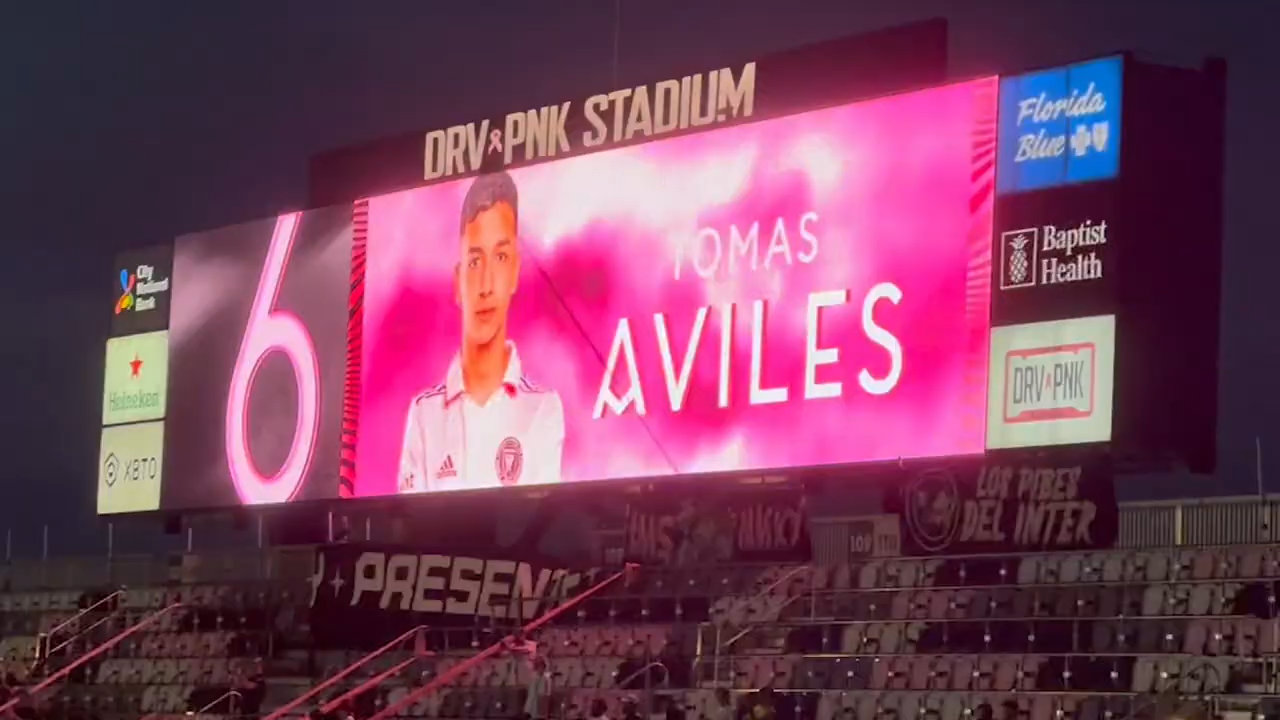 DRV PNK STADIUM
6
TOMAS
AVILES
City
National
Bank
Heineken
XBTO
Florida
Blue
Baptist
Health
DRV PNK
LOS PIBES
DEL INTER
PRESENTE